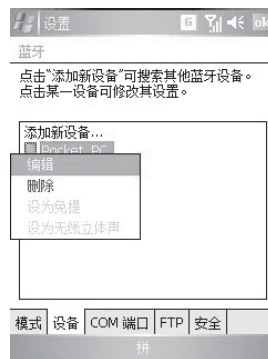 设置
G
ok
蓝牙
点击“添加新设备”可搜索其他蓝牙设备。
点击某一设备可修改其设置。
添加新设备...
Pocket PC
编辑
删除
设为免提
设为无线立体声
模式 设备 COM 端口 FTP 安全
拼